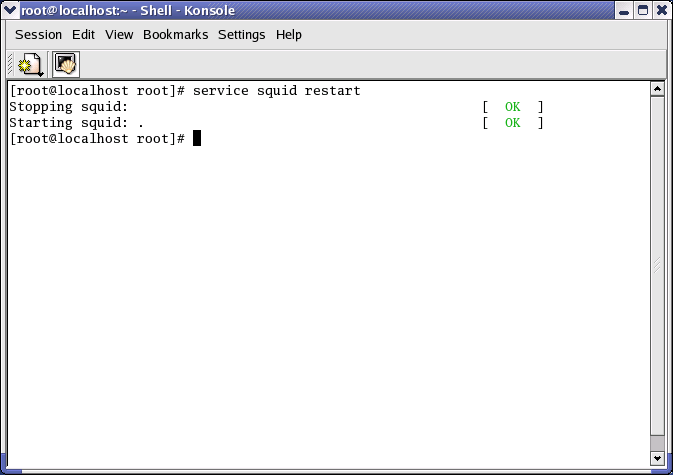 root@localhost:~ - Shell - Konsole
Session Edit View Bookmarks Settings Help
[root@localhost root]# service squid restart
Stopping squid: [ OK ]
Starting squid: . [ OK ]
[root@localhost root]#